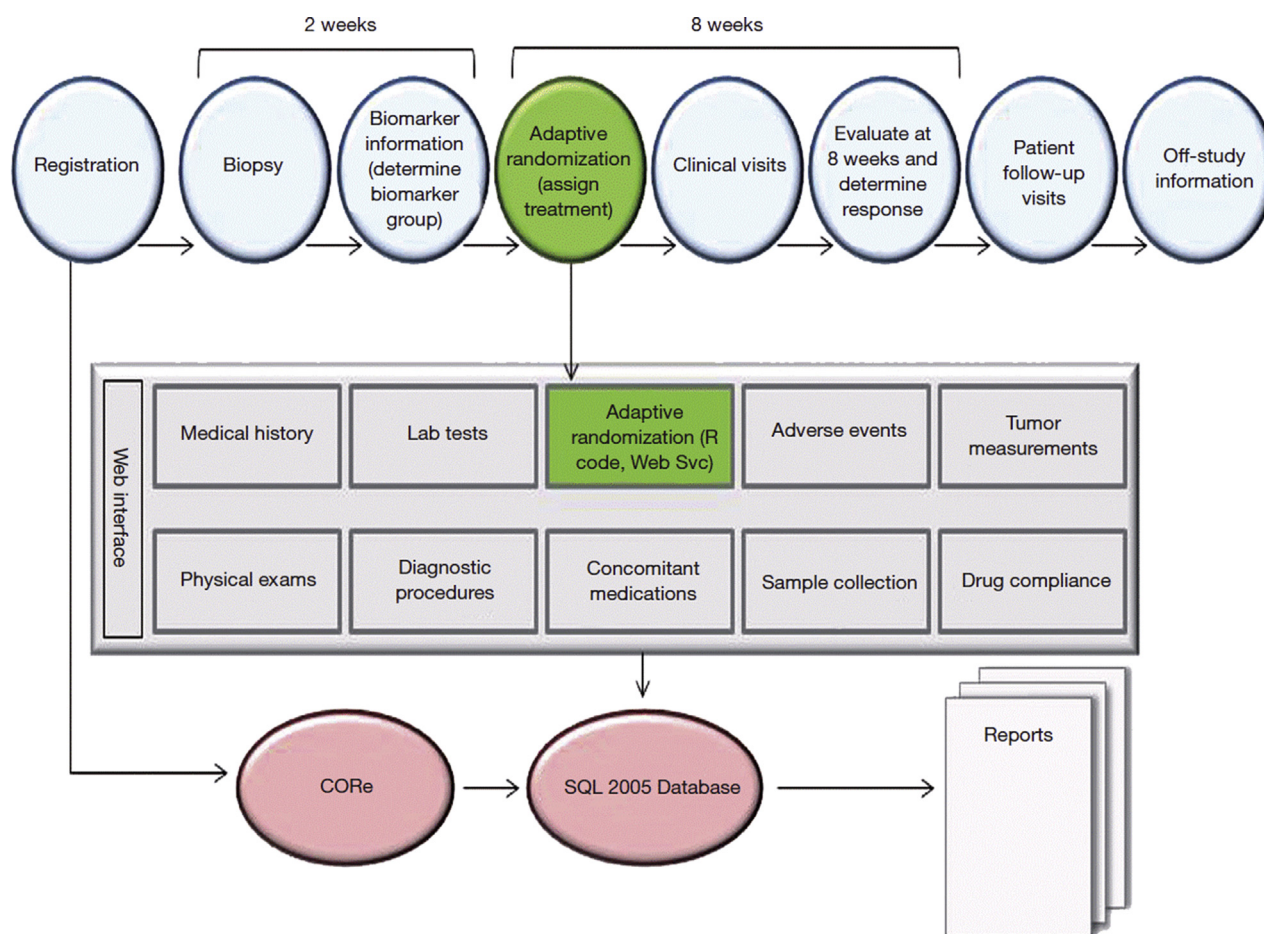 2 weeks
8 weeks
Registration
Biopsy
Biomarker
information
(determine
biomarker
group)
Adaptive
randomization
(assign
treatment)
Clinical visits
Evaluate at
8 weeks and
determine
response
Patient
follow-up
visits
Off-study
information
Web interface
Medical history
Lab tests
Adaptive
randomization (R
code, Web Svc)
Adverse events
Tumor
measurements
Physical exams
Diagnostic
procedures
Concomitant
medications
Sample collection
Drug compliance
CORe
SQL 2005 Database
Reports